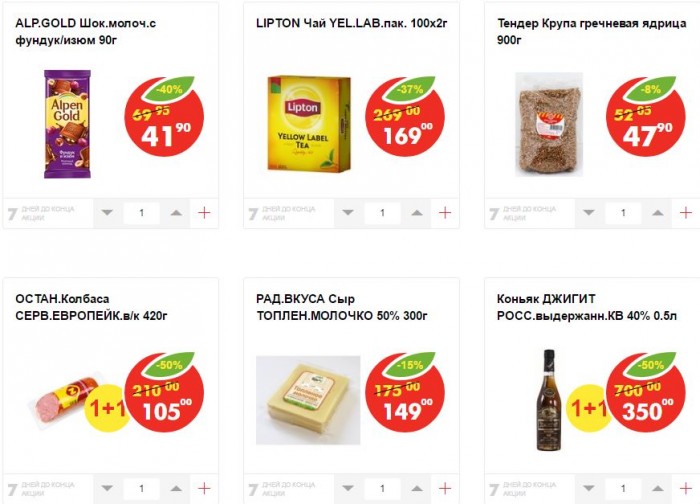 ALP.GOLD Шок.молоч.с
фундук/изюм 90г
Alpen
Gold
-40%
69 95
41 90
7 ДНЕЙ ДО КОНЦА
АКЦИИ
1
LIPTON Чай YEL.LAB.пак. 100х2г
Lipton
YELLOW LABEL
TEA
-37%
269 00
169 00
7 ДНЕЙ ДО КОНЦА
АКЦИИ
1
Тендер Крупа гречневая ядрица
900г
-8%
52 05
47 90
7 ДНЕЙ ДО КОНЦА
АКЦИИ
1
ОСТАН.Колбаса
СЕРВ.ЕВРОПЕЙК.в/к 420г
1+1
-50%
210 00
105 00
7 ДНЕЙ ДО КОНЦА
АКЦИИ
1
РАД.ВКУСА Сыр
ТОПЛЕН.МОЛОЧКО 50% 300г
-15%
175 00
149 00
7 ДНЕЙ ДО КОНЦА
АКЦИИ
1
Коньяк ДЖИГИТ
РОСС.выдержанн.КВ 40% 0.5л
1+1
-50%
700 00
350 00
7 ДНЕЙ ДО КОНЦА
АКЦИИ
1